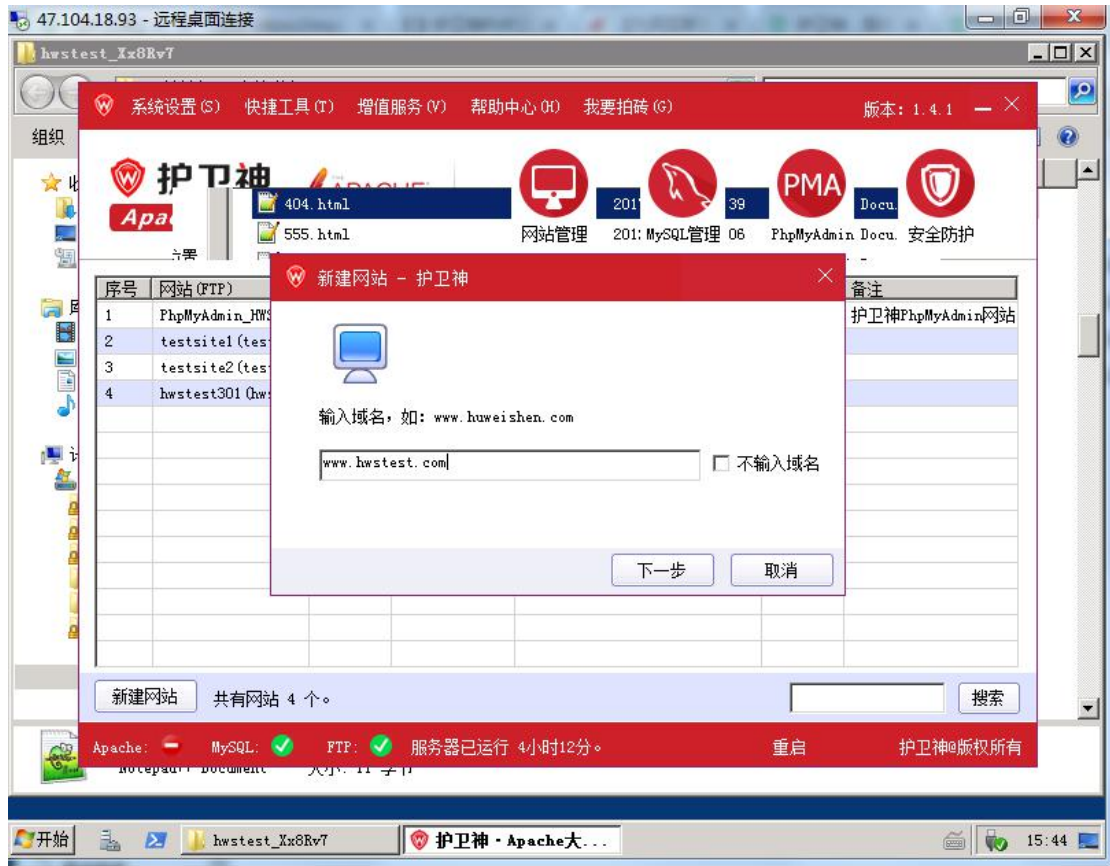 47.104.18.93 - 远程桌面连接
hwstest_Xx8Rv7
组织
系统设置(S) 快捷工具(T) 增值服务(V) 帮助中心(H) 我要拍砖(G) 版本: 1.4.1
护卫神
404.html 201 39 PMA Docu.
555.html 网站管理 201: MySQL管理 06 PhpMyAdmin Docu. 安全防护
序号 网站(FTP) 备注
新建网站 - 护卫神
1 PhpMyAdmin_HWS 护卫神PhpMyAdmin网站
2 testsite1(tes
3 testsite2(tes
4 hwstest301(hws
输入域名，如: www.huweishen.com
www.hwstest.com
不输入域名
下一步 取消
新建网站 共有网站 4 个。 搜索
Apache: MySQL: FTP: 服务器已运行 4小时12分。 重启 护卫神@版权所有
开始 hwstest_Xx8Rv7 护卫神·Apache大... 15:44